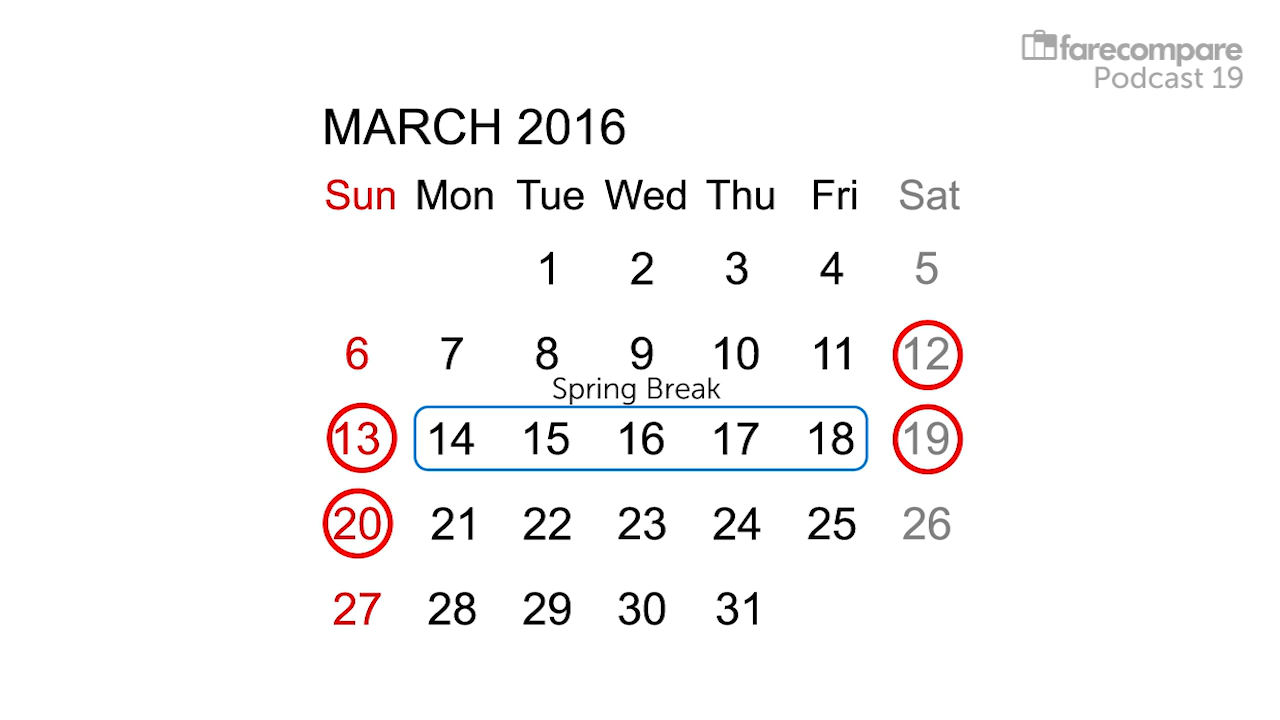 farecompare
Podcast 19
MARCH 2016
Sun Mon Tue Wed Thu Fri Sat
1 2 3 4 5
6 7 8 9 10 11 12
Spring Break
13 14 15 16 17 18 19
20 21 22 23 24 25 26
27 28 29 30 31